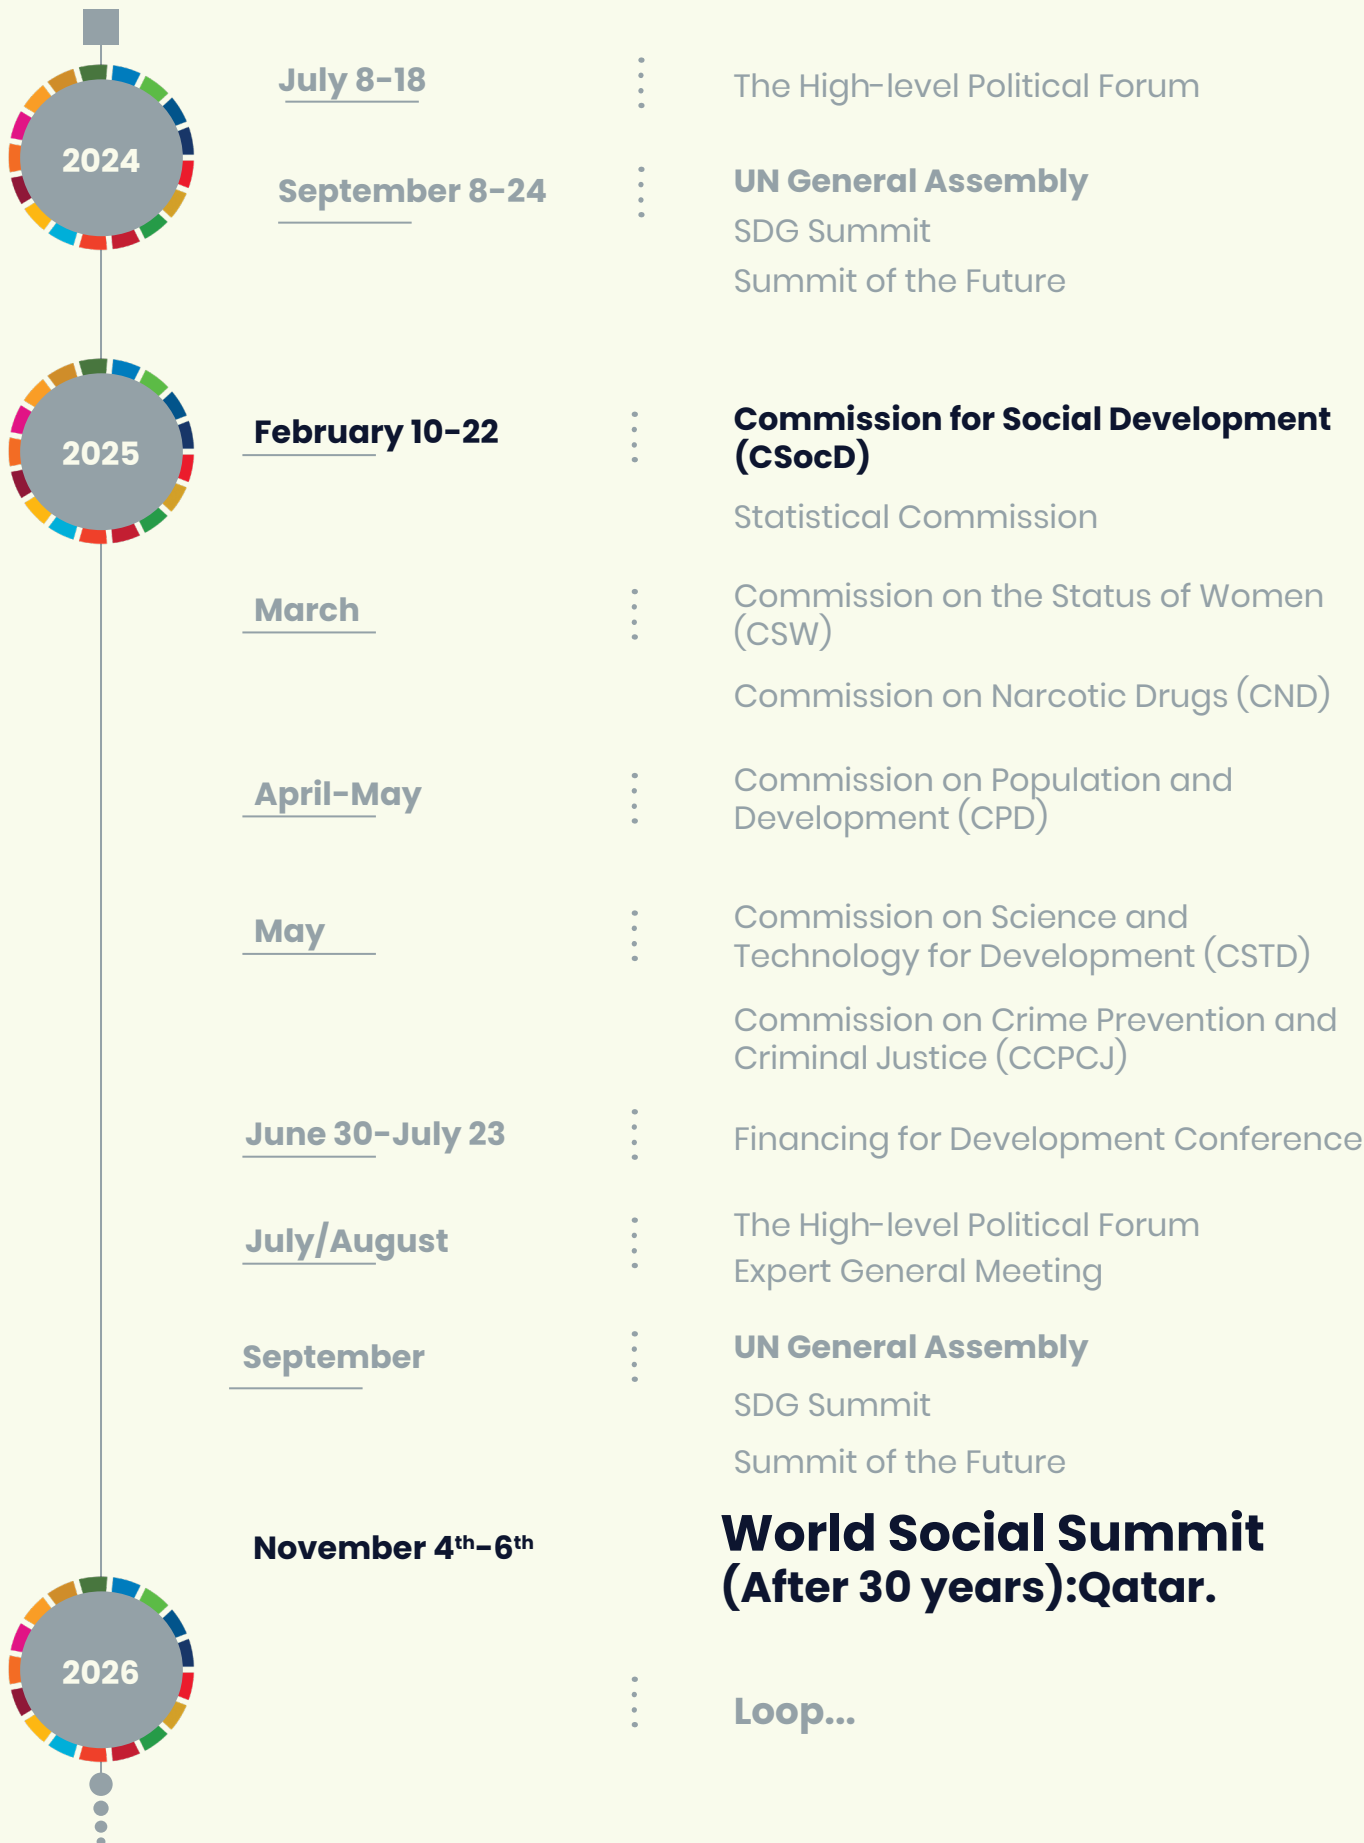 2024
July 8-18
The High-level Political Forum
September 8-24
UN General Assembly
SDG Summit
Summit of the Future
2025
February 10-22
Commission for Social Development
(CSocD)
Statistical Commission
March
Commission on the Status of Women
(CSW)
Commission on Narcotic Drugs (CND)
April-May
Commission on Population and
Development (CPD)
May
Commission on Science and
Technology for Development (CSTD)
Commission on Crime Prevention and
Criminal Justice (CCPCJ)
June 30-July 23
Financing for Development Conference
July/August
The High-level Political Forum
Expert General Meeting
September
UN General Assembly
SDG Summit
Summit of the Future
November 4th-6th
World Social Summit
(After 30 years):Qatar.
2026
Loop...